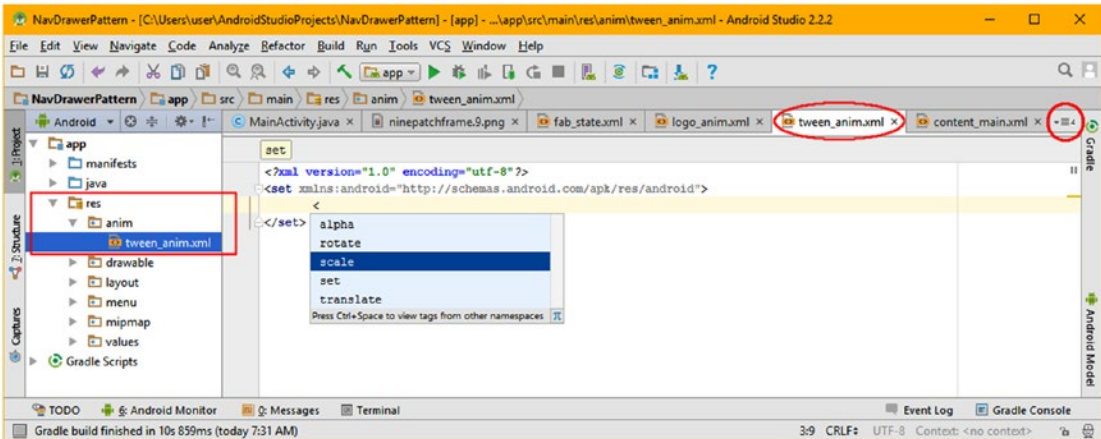 NavDrawerPattern - [C:\Users\user\AndroidStudioProjects\NavDrawerPattern] - [app] - ...\app\src\main\res\anim\tween_anim.xml - Android Studio 2.2.2
File Edit View Navigate Code Analyze Refactor Build Run Tools VCS Window Help
app
NavDrawerPattern app src main res anim tween_anim.xml
Android MainActivity.java ninepatchframe.9.png fab_state.xml logo_anim.xml tween_anim.xml content_main.xml
1: Project
7: Structure
Captures
app
manifests
java
res
anim
tween_anim.xml
drawable
layout
menu
mipmap
values
Gradle Scripts
set
<?xml version="1.0" encoding="utf-8"?>
<set xmlns:android="http://schemas.android.com/apk/res/android">
<
</set>
alpha
rotate
scale
set
translate
Press Ctrl+Space to view tags from other namespaces π
Gradle
Android Model
TODO 6: Android Monitor 0: Messages Terminal Event Log Gradle Console
Gradle build finished in 10s 859ms (today 7:31 AM) 3:9 CRLF UTF-8 Context: <no context>